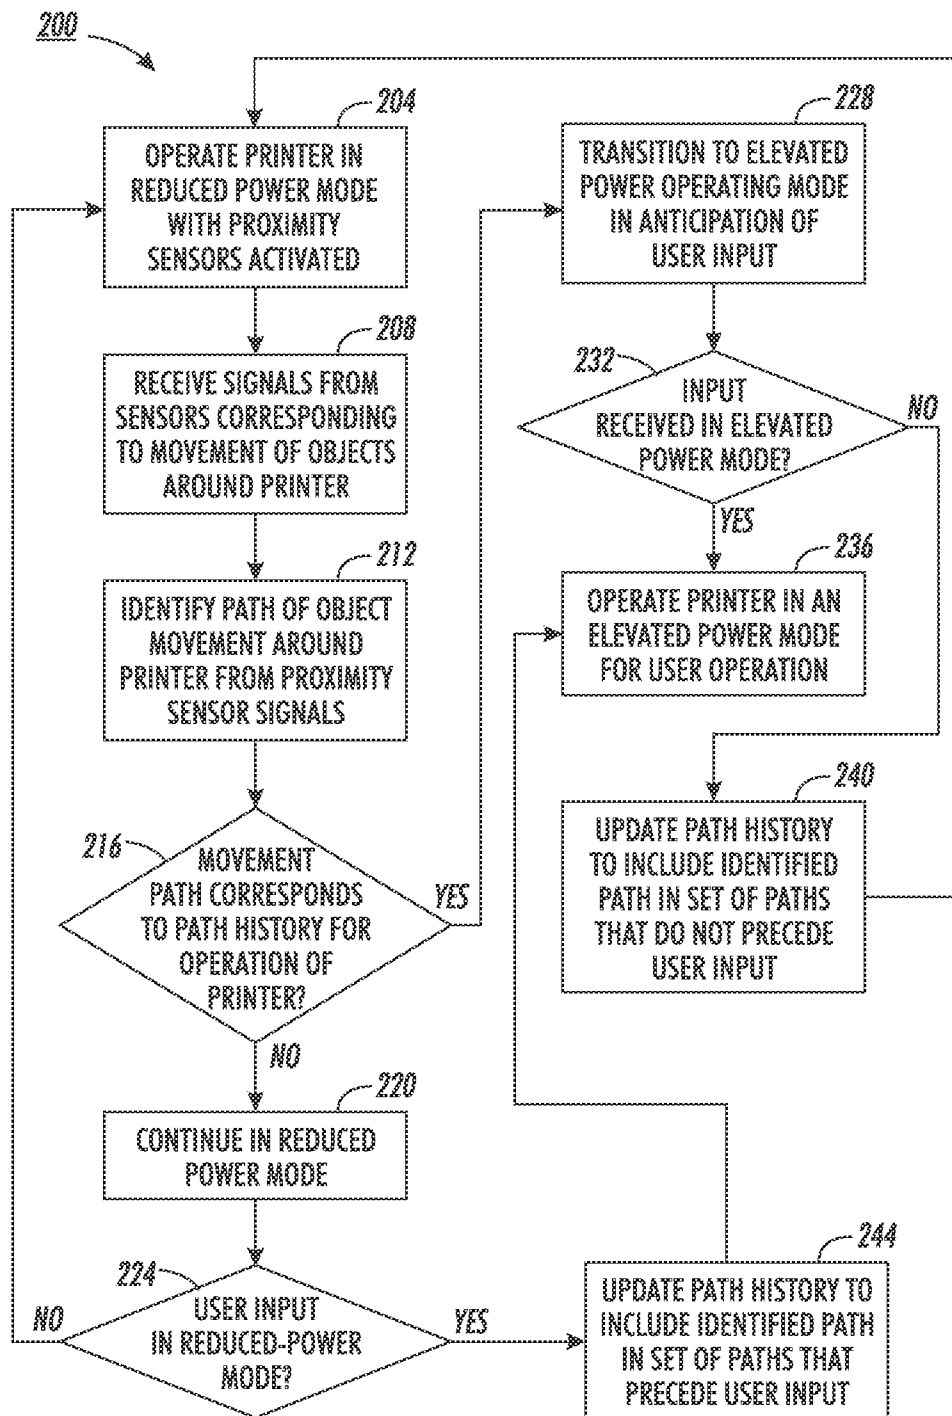 200
204
OPERATE PRINTER IN
REDUCED POWER MODE
WITH PROXIMITY
SENSORS ACTIVATED
208
RECEIVE SIGNALS FROM
SENSORS CORRESPONDING
TO MOVEMENT OF OBJECTS
AROUND PRINTER
212
IDENTIFY PATH OF OBJECT
MOVEMENT AROUND
PRINTER FROM PROXIMITY
SENSOR SIGNALS
216
MOVEMENT
PATH CORRESPONDS
TO PATH HISTORY FOR
OPERATION OF
PRINTER?
YES
NO
220
CONTINUE IN REDUCED
POWER MODE
224
USER INPUT
IN REDUCED-POWER
MODE?
NO
YES
228
TRANSITION TO ELEVATED
POWER OPERATING MODE
IN ANTICIPATION OF
USER INPUT
232
INPUT
RECEIVED IN ELEVATED
POWER MODE?
NO
YES
236
OPERATE PRINTER IN AN
ELEVATED POWER MODE
FOR USER OPERATION
240
UPDATE PATH HISTORY
TO INCLUDE IDENTIFIED
PATH IN SET OF PATHS
THAT DO NOT PRECEDE
USER INPUT
244
UPDATE PATH HISTORY TO
INCLUDE IDENTIFIED PATH
IN SET OF PATHS THAT
PRECEDE USER INPUT